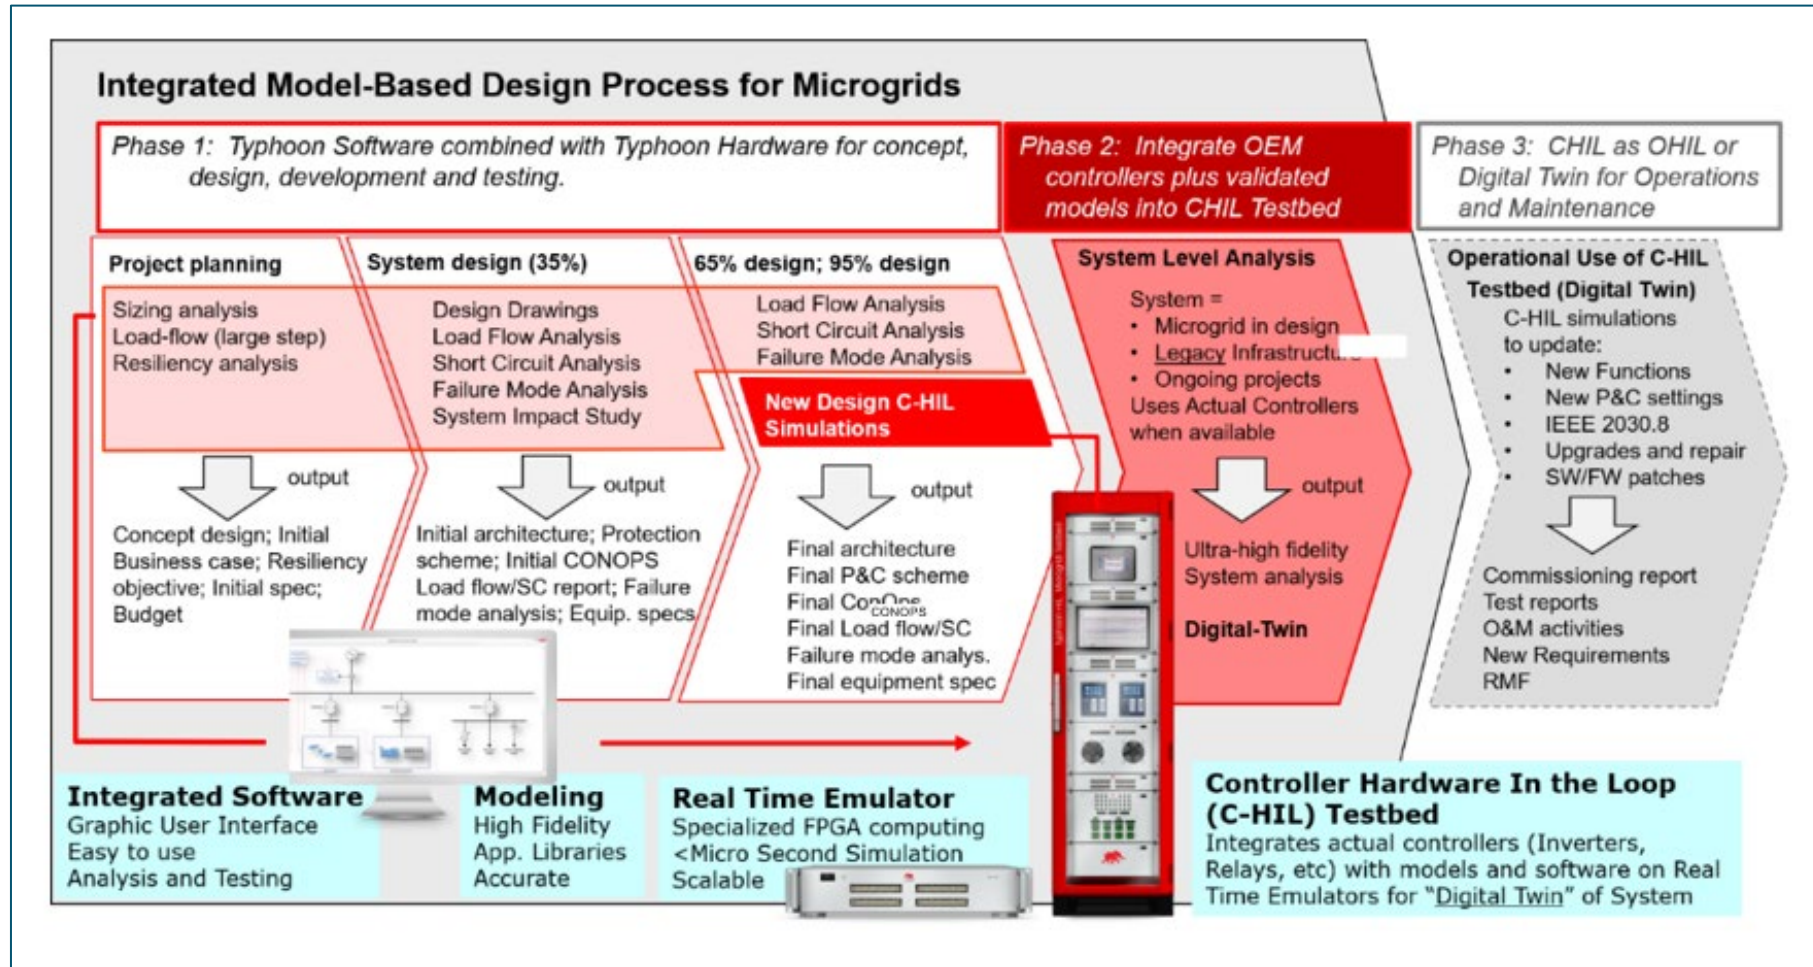 Integrated Model-Based Design Process for Microgrids
Phase 1: Typhoon Software combined with Typhoon Hardware for concept,
design, development and testing.
Phase 2: Integrate OEM
controllers plus validated
models into CHIL Testbed
Phase 3: CHIL as OHIL or
Digital Twin for Operations
and Maintenance
Project planning
Sizing analysis
Load-flow (large step)
Resiliency analysis
output
Concept design; Initial
Business case; Resiliency
objective; Initial spec;
Budget
System design (35%)
Design Drawings
Load Flow Analysis
Short Circuit Analysis
Failure Mode Analysis
System Impact Study
output
Initial architecture; Protection
scheme; Initial CONOPS
Load flow/SC report; Failure
mode analysis; Equip. specs
65% design; 95% design
Load Flow Analysis
Short Circuit Analysis
Failure Mode Analysis
New Design C-HIL
Simulations
output
Final architecture
Final P&C scheme
Final ConOps
CONOPS
Final Load flow/SC
Failure mode analys.
Final equipment spec
System Level Analysis
System =
• Microgrid in design
• Legacy Infrastructure
• Ongoing projects
Uses Actual Controllers
when available
output
Ultra-high fidelity
System analysis
Digital-Twin
Operational Use of C-HIL
Testbed (Digital Twin)
C-HIL simulations
to update:
• New Functions
• New P&C settings
• IEEE 2030.8
• Upgrades and repair
• SW/FW patches
Commissioning report
Test reports
O&M activities
New Requirements
RMF
Integrated Software
Graphic User Interface
Easy to use
Analysis and Testing
Modeling
High Fidelity
App. Libraries
Accurate
Real Time Emulator
Specialized FPGA computing
<Micro Second Simulation
Scalable
Controller Hardware In the Loop
(C-HIL) Testbed
Integrates actual controllers (Inverters,
Relays, etc) with models and software on Real
Time Emulators for “Digital Twin” of System